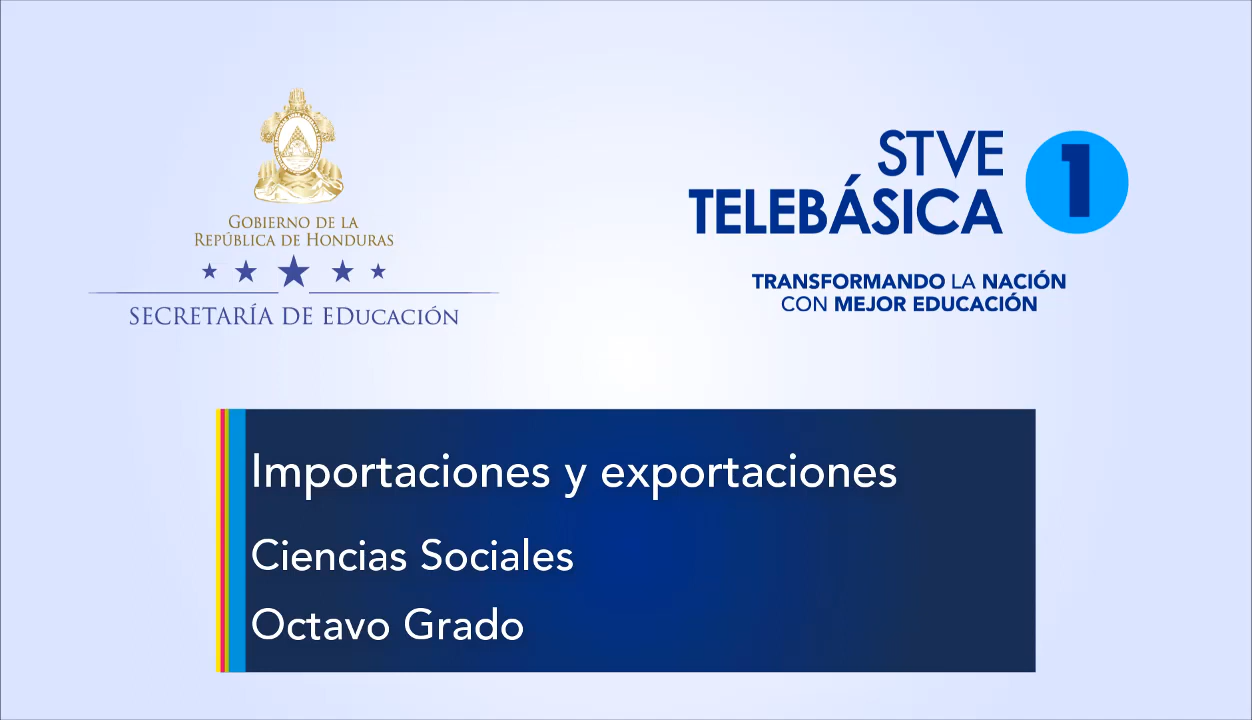 GOBIERNO DE LA
REPÚBLICA DE HONDURAS
SECRETARÍA DE EDUCACIÓN
STVE
TELEBÁSICA
1
TRANSFORMANDO LA NACIÓN
CON MEJOR EDUCACIÓN
Importaciones y exportaciones
Ciencias Sociales
Octavo Grado